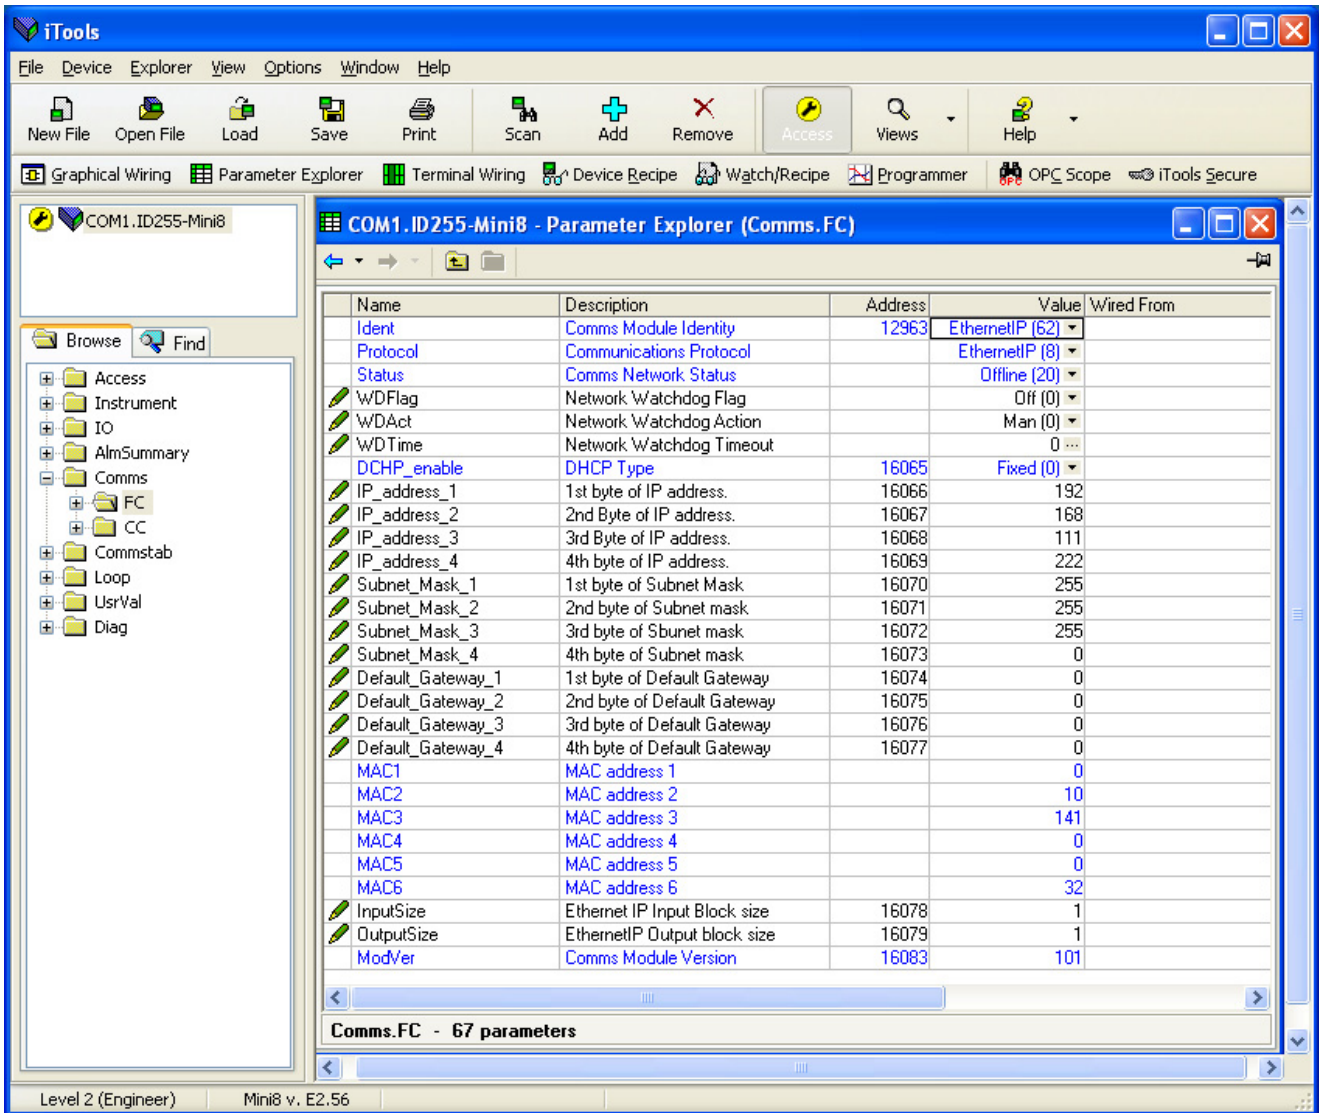 iTools
File Device Explorer View Options Window Help
New File Open File Load Save Print Scan Add Remove Access Views Help
Graphical Wiring Parameter Explorer Terminal Wiring Device Recipe Watch/Recipe Programmer OPC OPC Scope iTools Secure
COM1.ID255-Mini8
Browse Find
Access
Instrument
IO
AlmSummary
Comms
FC
CC
Commstab
Loop
UsrVal
Diag
COM1.ID255-Mini8 - Parameter Explorer (Comms.FC)
Name Description Address Value Wired From
Ident Comms Module Identity 12963 EthernetIP (62)
Protocol Communications Protocol EthernetIP (8)
Status Comms Network Status Offline (20)
WDFlag Network Watchdog Flag Off (0)
WDAct Network Watchdog Action Man (0)
WDTime Network Watchdog Timeout 0 ...
DCHP_enable DHCP Type 16065 Fixed (0)
IP_address_1 1st byte of IP address. 16066 192
IP_address_2 2nd Byte of IP address. 16067 168
IP_address_3 3rd Byte of IP address. 16068 111
IP_address_4 4th byte of IP address. 16069 222
Subnet_Mask_1 1st byte of Subnet Mask 16070 255
Subnet_Mask_2 2nd byte of Subnet mask 16071 255
Subnet_Mask_3 3rd byte of Sbunet mask 16072 255
Subnet_Mask_4 4th byte of Subnet mask 16073 0
Default_Gateway_1 1st byte of Default Gateway 16074 0
Default_Gateway_2 2nd byte of Default Gateway 16075 0
Default_Gateway_3 3rd byte of Default Gateway 16076 0
Default_Gateway_4 4th byte of Default Gateway 16077 0
MAC1 MAC address 1 0
MAC2 MAC address 2 10
MAC3 MAC address 3 141
MAC4 MAC address 4 0
MAC5 MAC address 5 0
MAC6 MAC address 6 32
InputSize Ethernet IP Input Block size 16078 1
OutputSize EthernetIP Output block size 16079 1
ModVer Comms Module Version 16083 101
Comms.FC - 67 parameters
Level 2 (Engineer) Mini8 v. E2.56